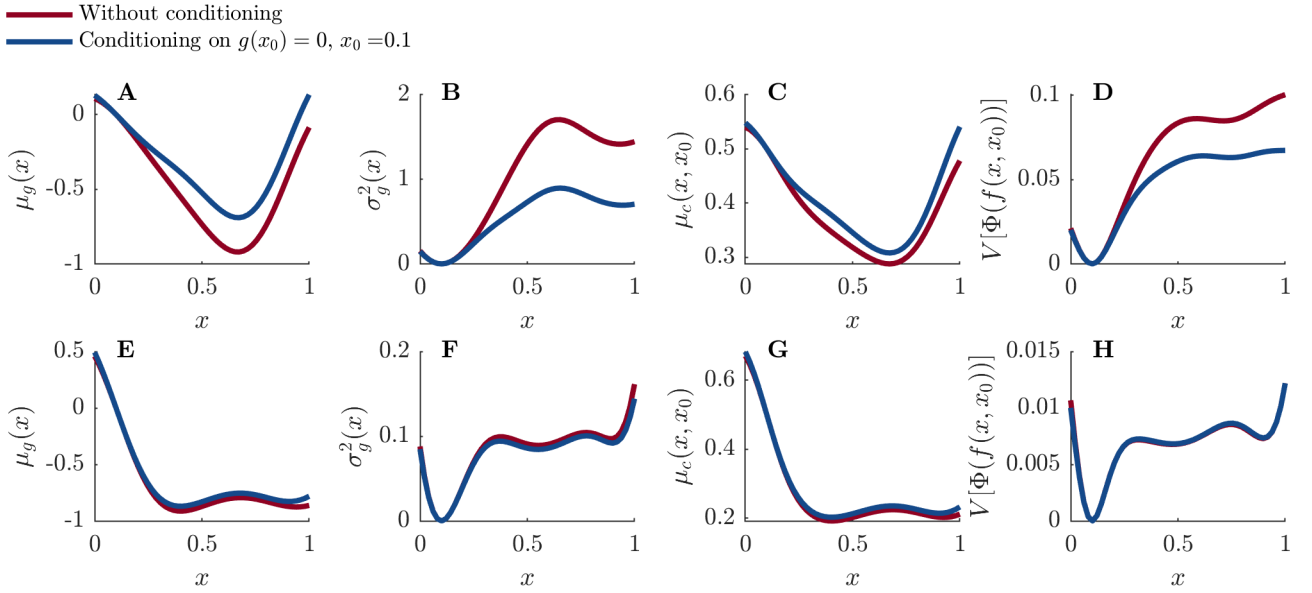 Without conditioning
Conditioning on g(x₀) = 0, x₀ =0.1
A
0
-0.5
-1
0
0.5
1
μ_g(x)
x
B
2
1
0
0
0.5
1
σ²_g(x)
x
C
0.6
0.5
0.4
0.3
0
0.5
1
μ_c(x, x₀)
x
D
0.1
0.05
0
0
0.5
1
V[Φ(f(x, x₀))]
x
E
0.5
0
-0.5
-1
0
0.5
1
μ_g(x)
x
F
0.2
0.1
0
0
0.5
1
σ²_g(x)
x
G
0.6
0.4
0.2
0
0.5
1
μ_c(x, x₀)
x
H
0.015
0.01
0.005
0
0
0.5
1
V[Φ(f(x, x₀))]
x